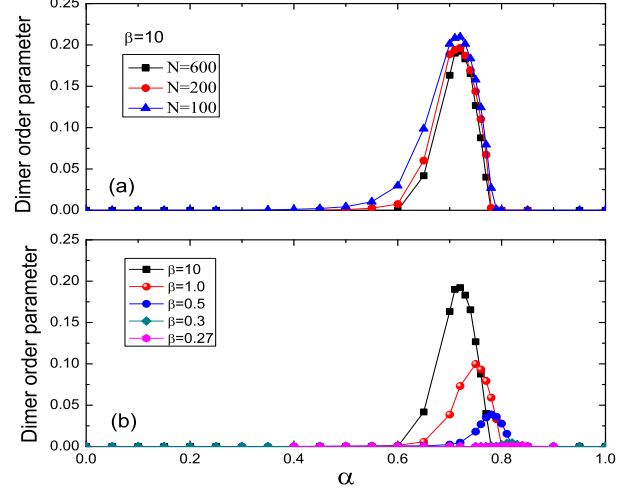 0.25
β=10
0.20
N=600
0.15
N=200
N=100
0.10
0.05
(a)
0.00
Dimer order parameter
0.25
β=10
0.20
β=1.0
β=0.5
0.15
β=0.3
β=0.27
0.10
0.05
(b)
0.00
Dimer order parameter
0.0 0.2 0.4 0.6 0.8 1.0
α